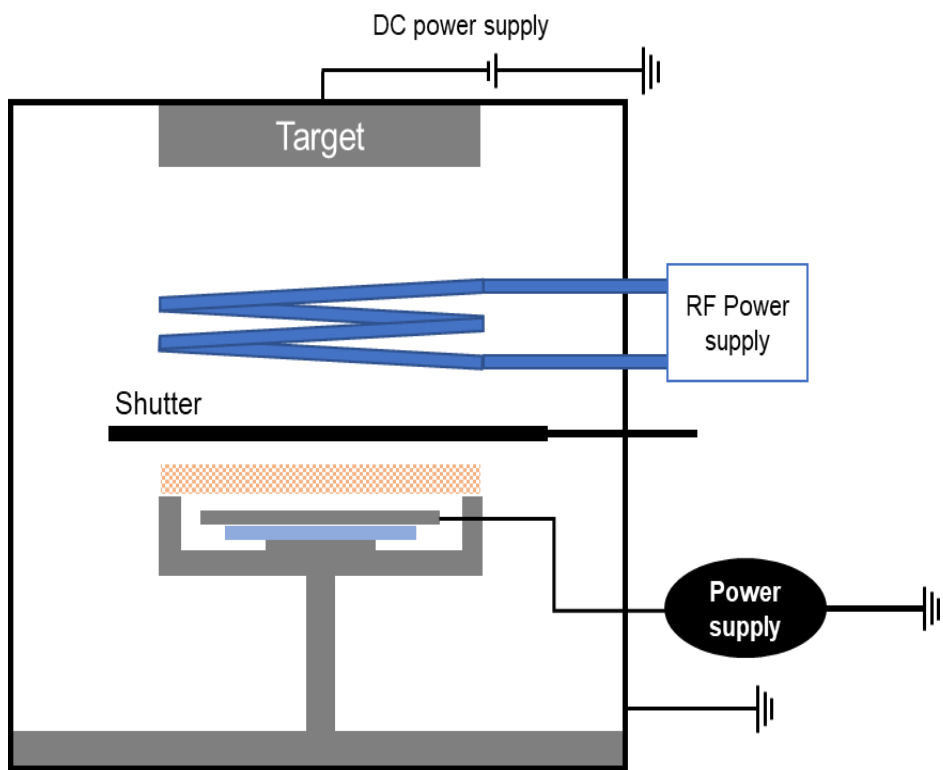 DC power supply
Target
RF Power
supply
Shutter
Power
supply